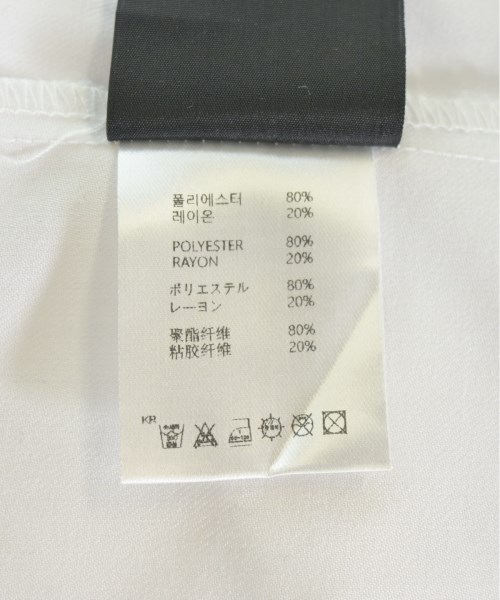 폴리에스터 80%
레이온 20%
POLYESTER 80%
RAYON 20%
ポリエステル 80%
レーヨン 20%
聚酯纤维 80%
粘胶纤维 20%
KR